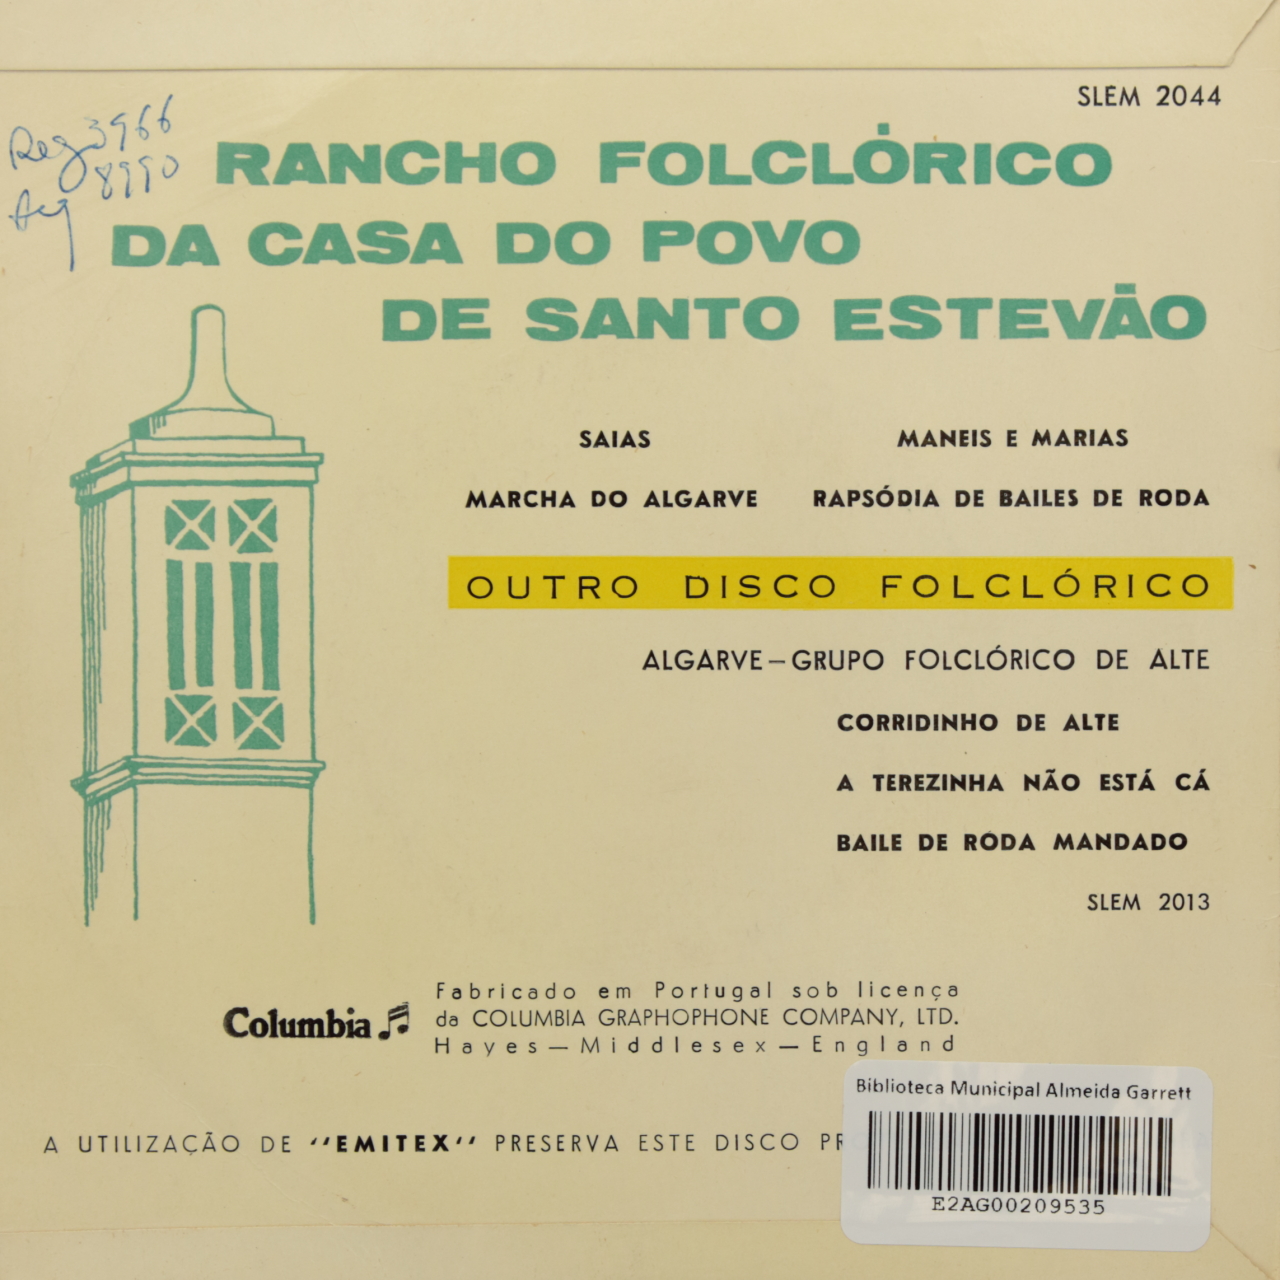 SLEM 2044
Reg 3966
8990
RANCHO FOLCLÓRICO
DA CASA DO POVO
DE SANTO ESTEVÃO
SAIAS MANEIS E MARIAS
MARCHA DO ALGARVE RAPSÓDIA DE BAILES DE RODA
OUTRO DISCO FOLCLÓRICO
ALGARVE—GRUPO FOLCLÓRICO DE ALTE
CORRIDINHO DE ALTE
A TEREZINHA NÃO ESTÁ CÁ
BAILE DE RODA MANDADO
SLEM 2013
Columbia
Fabricado em Portugal sob licença
da COLUMBIA GRAPHOPHONE COMPANY, LTD.
Hayes—Middlesex—England
Biblioteca Municipal Almeida Garrett
E2AG00209535
A UTILIZAÇÃO DE "EMITEX" PRESERVA ESTE DISCO